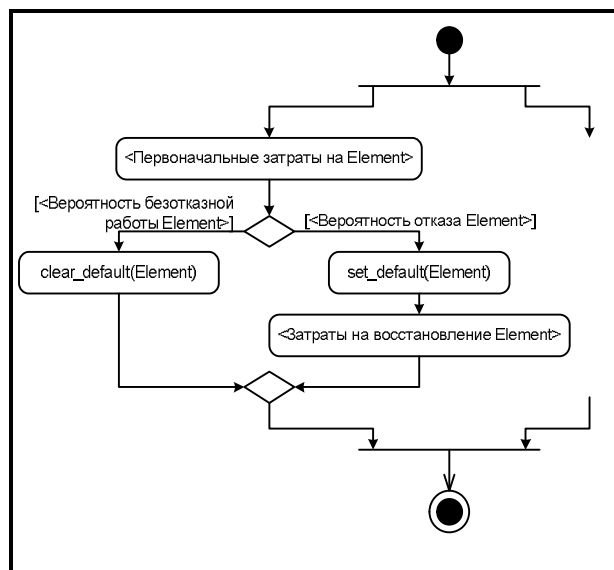 <Первоначальные затраты на Element>
[<Вероятность безотказной
работы Element>]
[<Вероятность отказа Element>]
clear_default(Element)
set_default(Element)
<Затраты на восстановление Element>